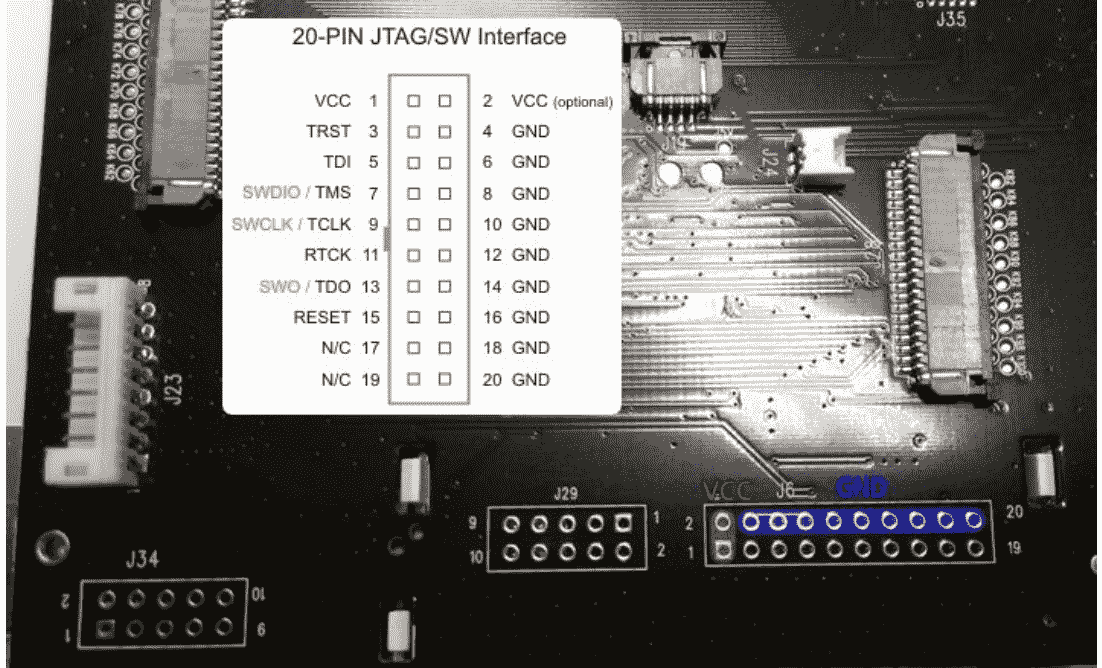 J35
20-PIN JTAG/SW Interface
VCC 1 2 VCC (optional)
TRST 3 4 GND
TDI 5 6 GND
SWDIO / TMS 7 8 GND
SWCLK / TCLK 9 10 GND
RTCK 11 12 GND
SWO / TDO 13 14 GND
RESET 15 16 GND
N/C 17 18 GND
N/C 19 20 GND
J24
8
J23
1
J29
9 1
10 2
VCC J6 GND
2 20
1 19
J34
2 10
1 9